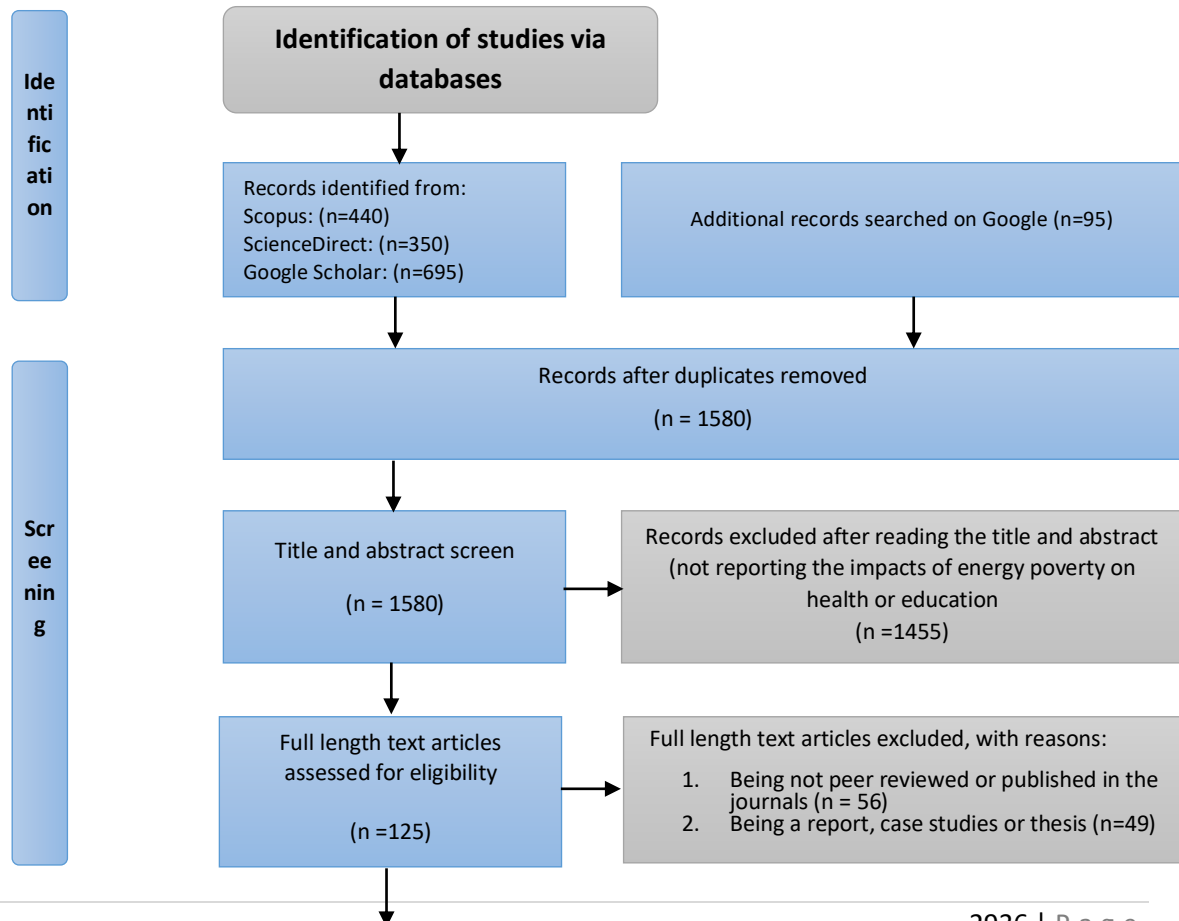 Identification of studies via
databases
Ide
nti
fic
ati
on
Records identified from:
Scopus: (n=440)
ScienceDirect: (n=350)
Google Scholar: (n=695)
Additional records searched on Google (n=95)
Records after duplicates removed
(n = 1580)
Scr
ee
nin
g
Title and abstract screen
(n = 1580)
Records excluded after reading the title and abstract
(not reporting the impacts of energy poverty on
health or education
(n =1455)
Full length text articles
assessed for eligibility
(n =125)
Full length text articles excluded, with reasons:
1. Being not peer reviewed or published in the
journals (n = 56)
2. Being a report, case studies or thesis (n=49)